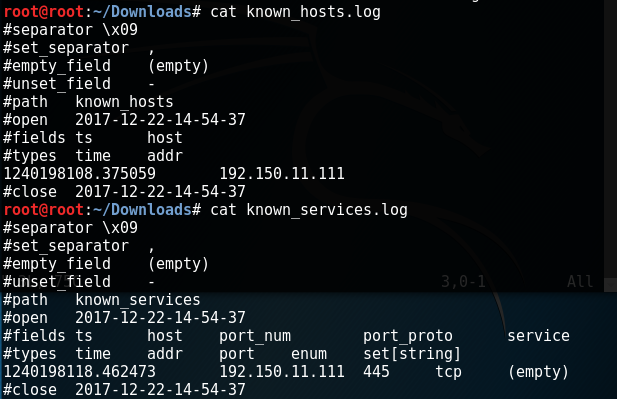 root@root:~/Downloads# cat known_hosts.log
#separator \x09
#set_separator	,
#empty_field	(empty)
#unset_field	-
#path	known_hosts
#open	2017-12-22-14-54-37
#fields	ts	host
#types	time	addr
1240198108.375059	192.150.11.111
#close	2017-12-22-14-54-37
root@root:~/Downloads# cat known_services.log
#separator \x09
#set_separator	,
#empty_field	(empty)
#unset_field	-
3,0-1	All
#path	known_services
#open	2017-12-22-14-54-37
#fields	ts	host	port_num	port_proto	service
#types	time	addr	port	enum	set[string]
1240198118.462473	192.150.11.111	445	tcp	(empty)
#close	2017-12-22-14-54-37